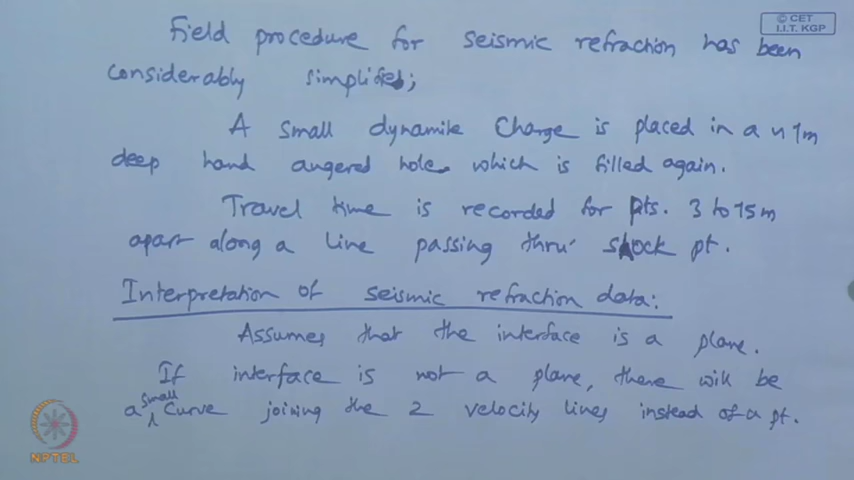 © CET
I.I.T. KGP
Field procedure for seismic refraction has been
considerably simplified;
A small dynamite charge is placed in a ~ 1m
deep hand augered hole which is filled again.
Travel time is recorded for pts. 3 to 15m
apart along a line passing thru' shock pt.
Interpretation of seismic refraction data:
Assumes that the interface is a plane.
If interface is not a plane, there will be
a small curve joining the 2 velocity lines instead of a pt.
NPTEL